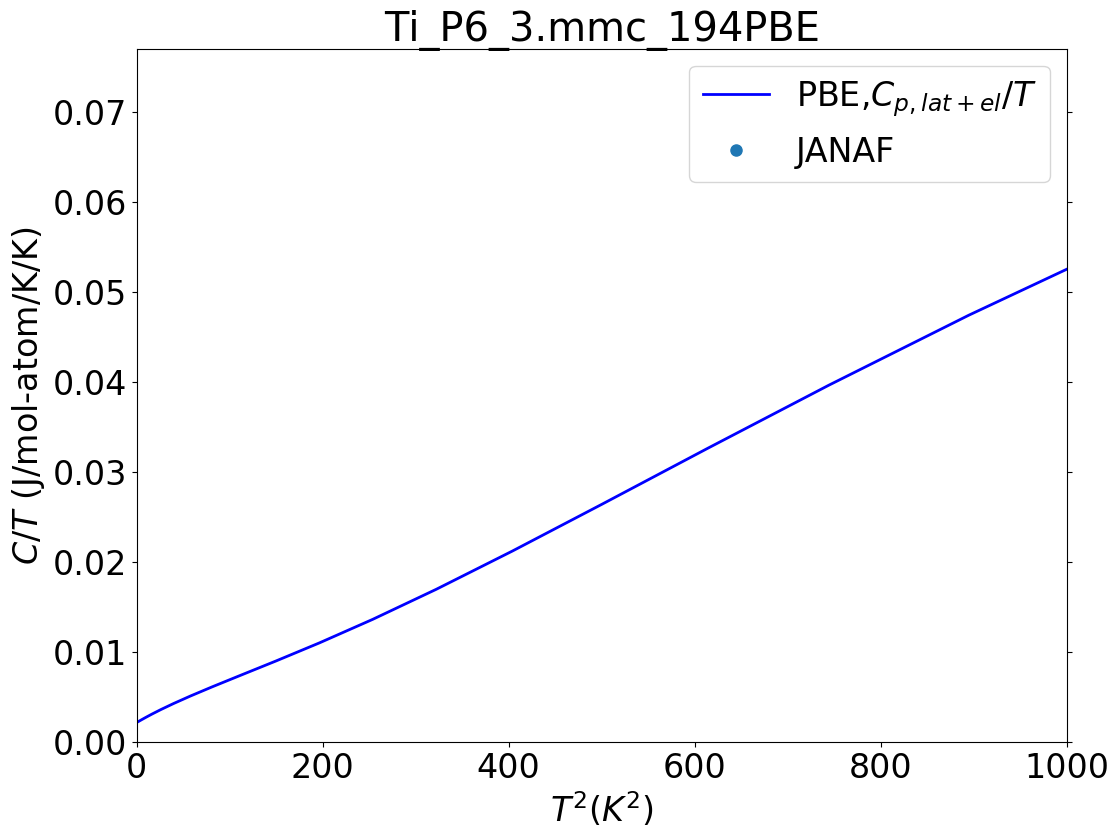 Ti_P6_3.mmc_194PBE
PBE,$C_{p,lat+el}/T$
JANAF
0.07
0.06
0.05
0.04
0.03
0.02
0.01
0.00
C/T (J/mol-atom/K/K)
0
200
400
600
800
1000
$T^2(K^2)$